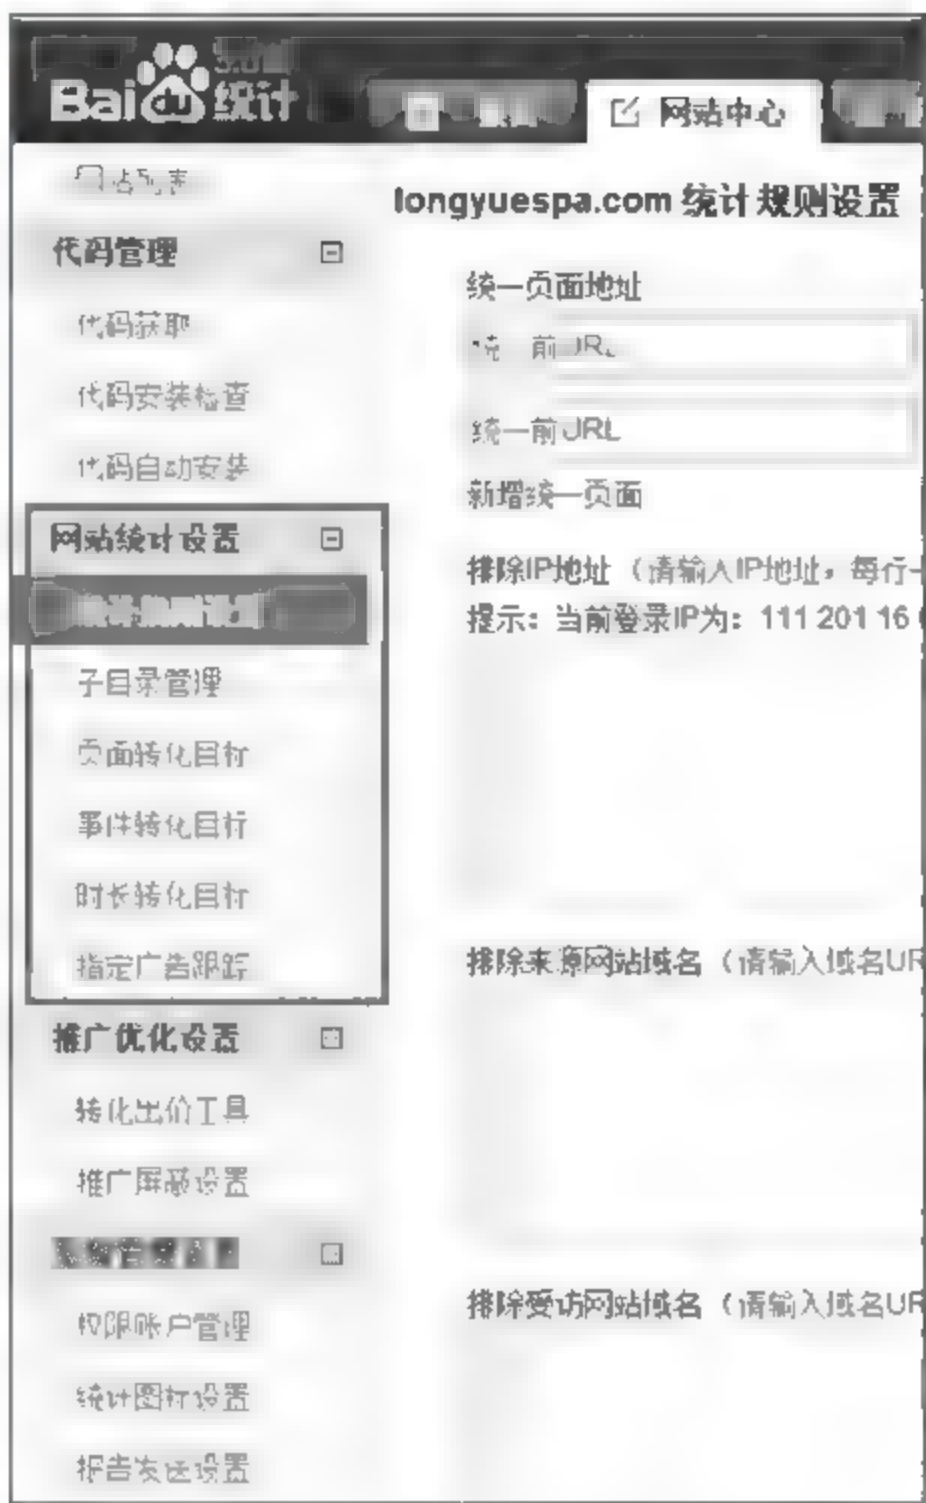 Baidu 统计
网站中心
longyuespa.com 统计规则设置
代码管理
代码获取
代码安装检查
代码自动安装
网站统计设置
子目录管理
页面转化目标
事件转化目标
时长转化目标
指定广告跟踪
推广优化设置
转化出价工具
推广屏蔽设置
权限账户管理
统计图标设置
报告发送设置
统一页面地址
统一前URL
统一前URL
新增统一页面
排除IP地址（请输入IP地址，每行一
提示：当前登录IP为：111 201 16
排除来源网站域名（请输入域名UR
排除受访网站域名（请输入域名UR